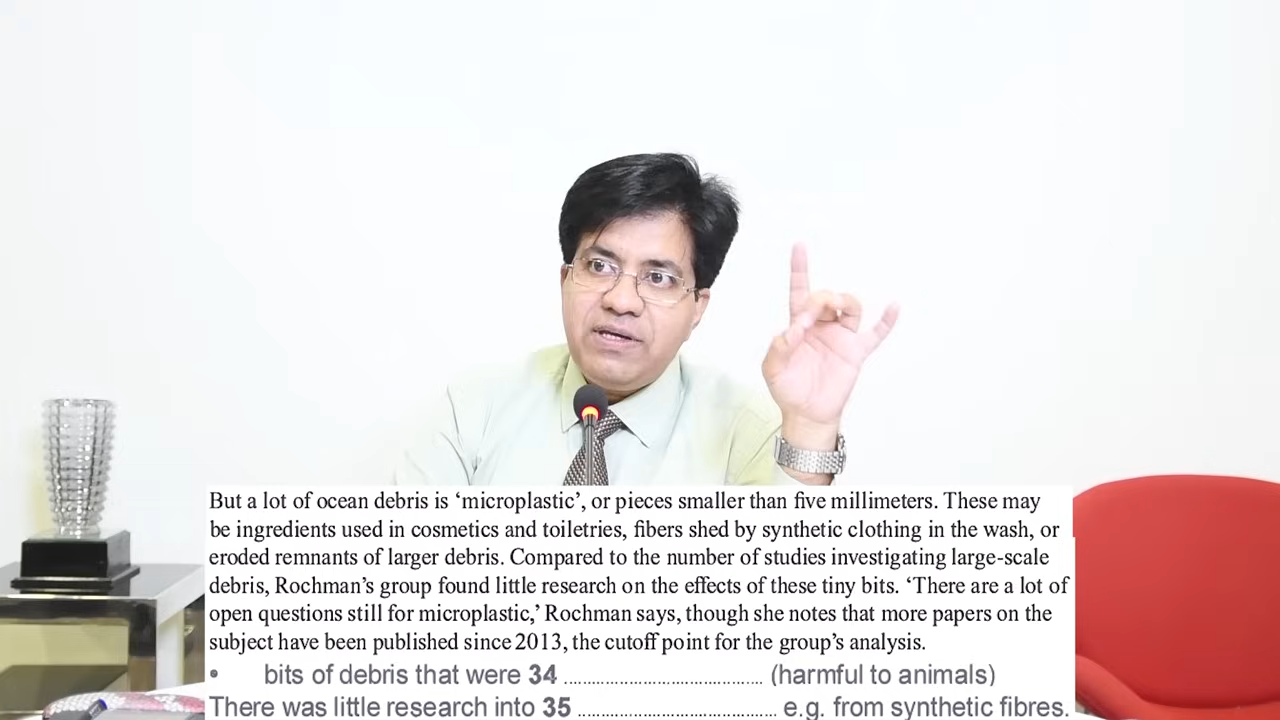 But a lot of ocean debris is ‘microplastic’, or pieces smaller than five millimeters. These may
be ingredients used in cosmetics and toiletries, fibers shed by synthetic clothing in the wash, or
eroded remnants of larger debris. Compared to the number of studies investigating large-scale
debris, Rochman’s group found little research on the effects of these tiny bits. ‘There are a lot of
open questions still for microplastic,’ Rochman says, though she notes that more papers on the
subject have been published since 2013, the cutoff point for the group’s analysis.
• bits of debris that were 34 ........................................ (harmful to animals)
There was little research into 35 ........................................ e.g. from synthetic fibres.